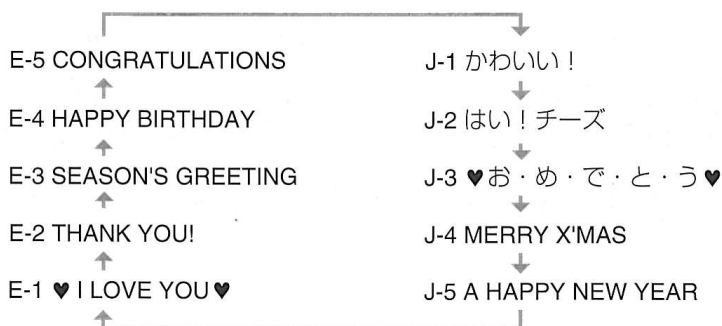 E-5 CONGRATULATIONS
E-4 HAPPY BIRTHDAY
E-3 SEASON'S GREETING
E-2 THANK YOU!
E-1 ♥ I LOVE YOU ♥
J-1 かわいい！
J-2 はい！チーズ
J-3 ♥お・め・で・と・う♥
J-4 MERRY X'MAS
J-5 A HAPPY NEW YEAR